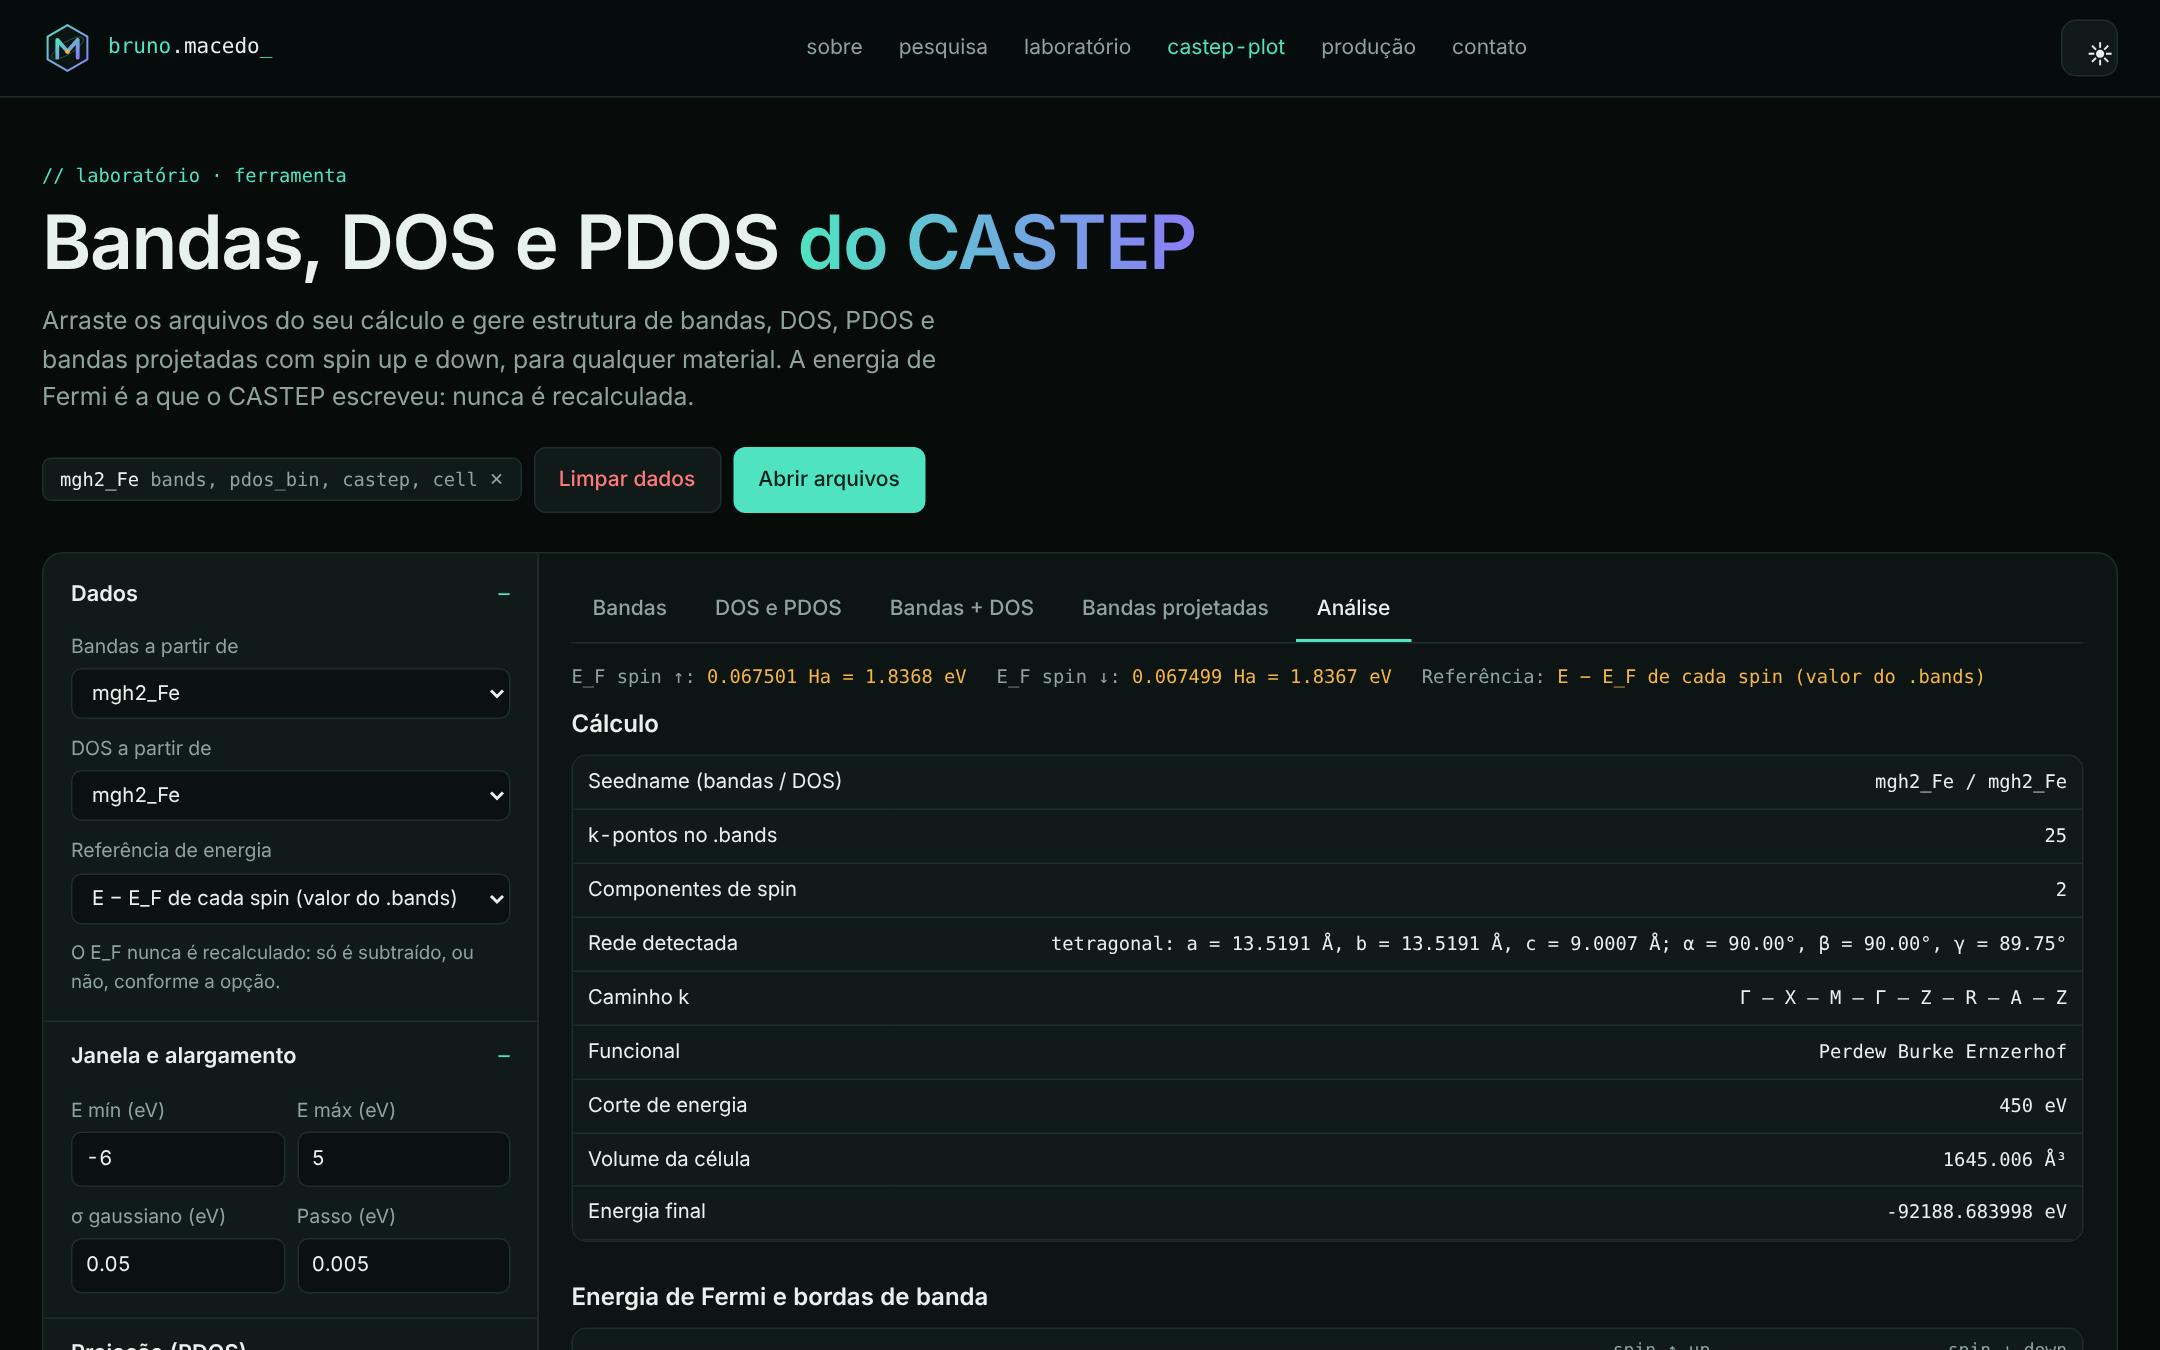 bruno.macedo_
sobre pesquisa laboratório castep-plot produção contato
// laboratório · ferramenta
Bandas, DOS e PDOS do CASTEP
Arraste os arquivos do seu cálculo e gere estrutura de bandas, DOS, PDOS e
bandas projetadas com spin up e down, para qualquer material. A energia de
Fermi é a que o CASTEP escreveu: nunca é recalculada.
mgh2_Fe bands, pdos_bin, castep, cell ×
Limpar dados
Abrir arquivos
Dados −
Bandas a partir de
mgh2_Fe
DOS a partir de
mgh2_Fe
Referência de energia
E − E_F de cada spin (valor do .bands)
O E_F nunca é recalculado: só é subtraído, ou
não, conforme a opção.
Janela e alargamento −
E mín (eV) E máx (eV)
-6 5
σ gaussiano (eV) Passo (eV)
0.05 0.005
Projeção (PDOS)
Bandas DOS e PDOS Bandas + DOS Bandas projetadas Análise
E_F spin ↑: 0.067501 Ha = 1.8368 eV E_F spin ↓: 0.067499 Ha = 1.8367 eV Referência: E − E_F de cada spin (valor do .bands)
Cálculo
Seedname (bandas / DOS) mgh2_Fe / mgh2_Fe
k-pontos no .bands 25
Componentes de spin 2
Rede detectada tetragonal: a = 13.5191 Å, b = 13.5191 Å, c = 9.0007 Å; α = 90.00°, β = 90.00°, γ = 89.75°
Caminho k Γ – X – M – Γ – Z – R – A – Z
Funcional Perdew Burke Ernzerhof
Corte de energia 450 eV
Volume da célula 1645.006 Å³
Energia final -92188.683998 eV
Energia de Fermi e bordas de banda
spin ↑ up spin ↓ down